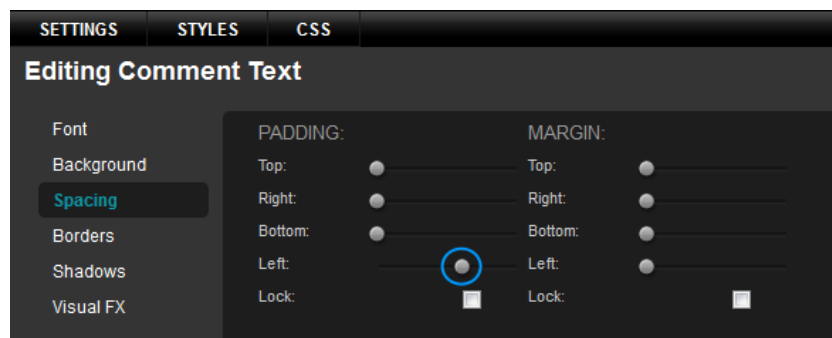 SETTINGS STYLES CSS
Editing Comment Text
Font
Background
Spacing
Borders
Shadows
Visual FX
PADDING:
Top:
Right:
Bottom:
Left:
Lock:
MARGIN:
Top:
Right:
Bottom:
Left:
Lock: